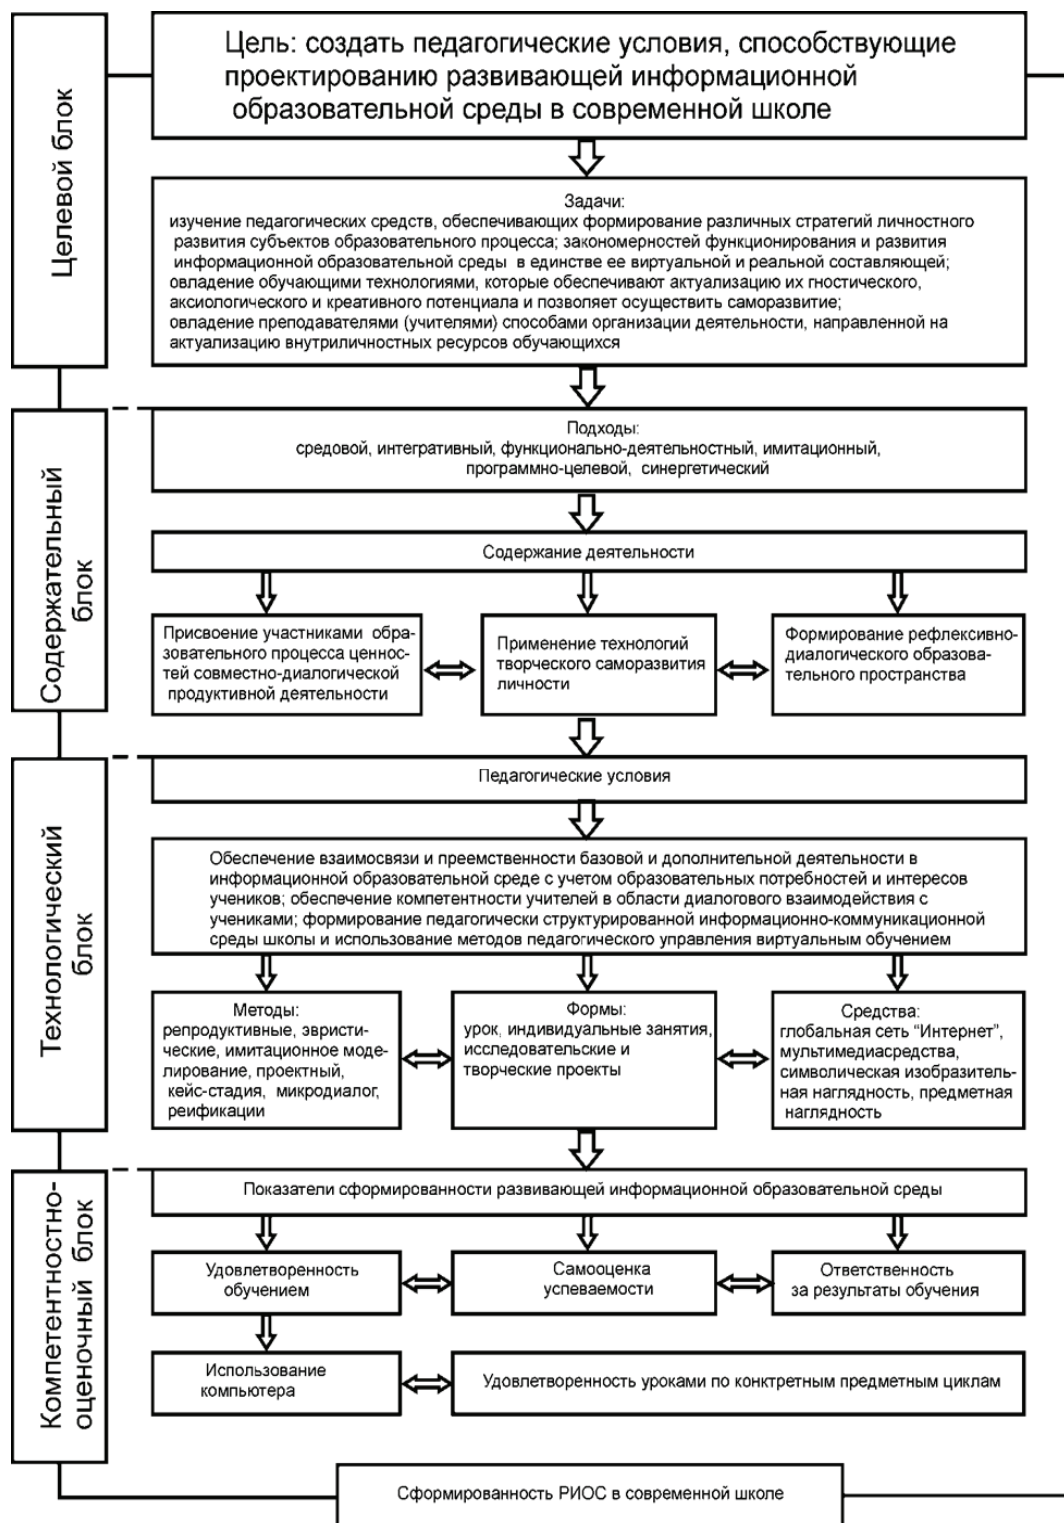 Целевой блок
Цель: создать педагогические условия, способствующие
проектированию развивающей информационной
образовательной среды в современной школе
Задачи:
изучение педагогических средств, обеспечивающих формирование различных стратегий личностного
развития субъектов образовательного процесса; закономерностей функционирования и развития
информационной образовательной среды в единстве ее виртуальной и реальной составляющей;
овладение обучающими технологиями, которые обеспечивают актуализацию их гностического,
аксиологического и креативного потенциала и позволяет осуществить саморазвитие;
овладение преподавателями (учителями) способами организации деятельности, направленной на
актуализацию внутриличностных ресурсов обучающихся
Содержательный
блок
Подходы:
средовой, интегративный, функционально-деятельностный, имитационный,
программно-целевой, синергетический
Содержание деятельности
Присвоение участниками обра-
зовательного процесса ценнос-
тей совместно-диалогической
продуктивной деятельности
Применение технологий
творческого саморазвития
личности
Формирование рефлексивно-
диалогического образова-
тельного пространства
Технологический
блок
Педагогические условия
Обеспечение взаимосвязи и преемственности базовой и дополнительной деятельности в
информационной образовательной среде с учетом образовательных потребностей и интересов
учеников; обеспечение компетентности учителей в области диалогового взаимодействия с
учениками; формирование педагогически структурированной информационно-коммуникационной
среды школы и использование методов педагогического управления виртуальным обучением
Методы:
репродуктивные, эвристи-
ческие, имитационное моде-
лирование, проектный,
кейс-стадия, микродиалог,
реификации
Формы:
урок, индивидуальные занятия,
исследовательские и
творческие проекты
Средства:
глобальная сеть "Интернет",
мультимедиасредства,
символическая изобразитель-
ная наглядность, предметная
наглядность
Компетентностно-
оценочный блок
Показатели сформированности развивающей информационной образовательной среды
Удовлетворенность
обучением
Самооценка
успеваемости
Ответственность
за результаты обучения
Использование
компьютера
Удовлетворенность уроками по конктретным предметным циклам
Сформированность РИОС в современной школе